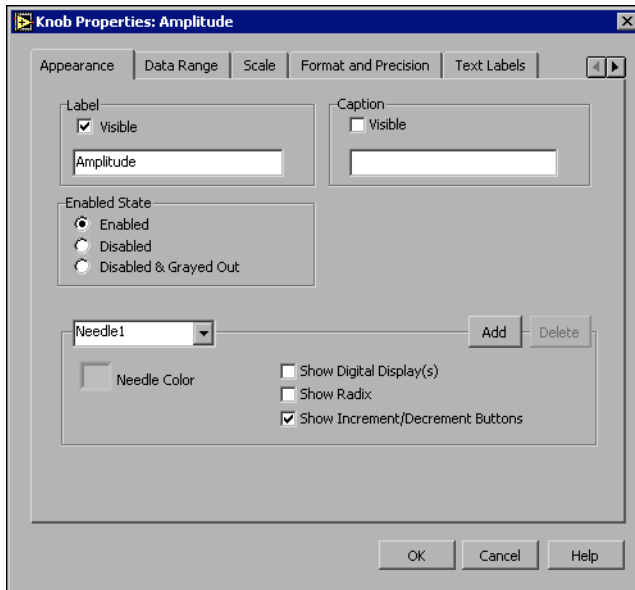 Knob Properties: Amplitude
Appearance Data Range Scale Format and Precision Text Labels
Label
Visible
Amplitude
Caption
Visible
Enabled State
Enabled
Disabled
Disabled & Grayed Out
Needle1
Add Delete
Needle Color
Show Digital Display(s)
Show Radix
Show Increment/Decrement Buttons
OK Cancel Help